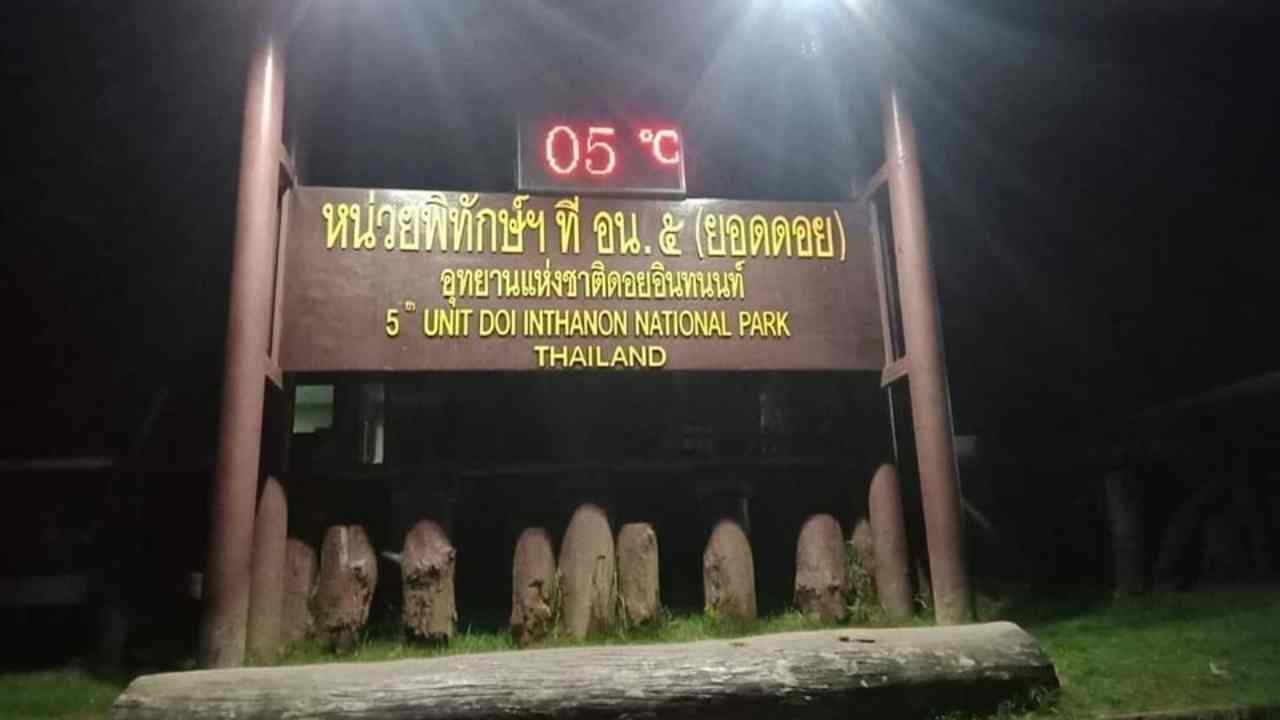 05 °C
หน่วยพิทักษ์ฯ ที่ อน. ๕ (ยอดดอย)
อุทยานแห่งชาติดอยอินทนนท์
5TH UNIT DOI INTHANON NATIONAL PARK
THAILAND